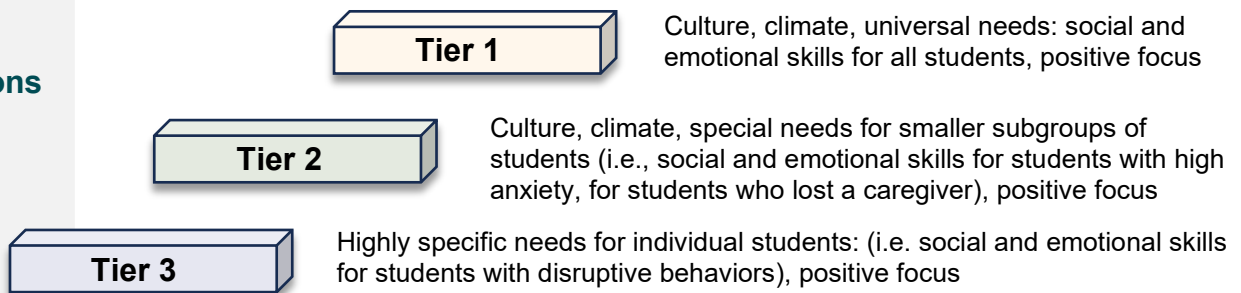 Tier 1
Culture, climate, universal needs: social and
emotional skills for all students, positive focus
Tier 2
Culture, climate, special needs for smaller subgroups of
students (i.e., social and emotional skills for students with high
anxiety, for students who lost a caregiver), positive focus
Tier 3
Highly specific needs for individual students: (i.e. social and emotional skills
for students with disruptive behaviors), positive focus